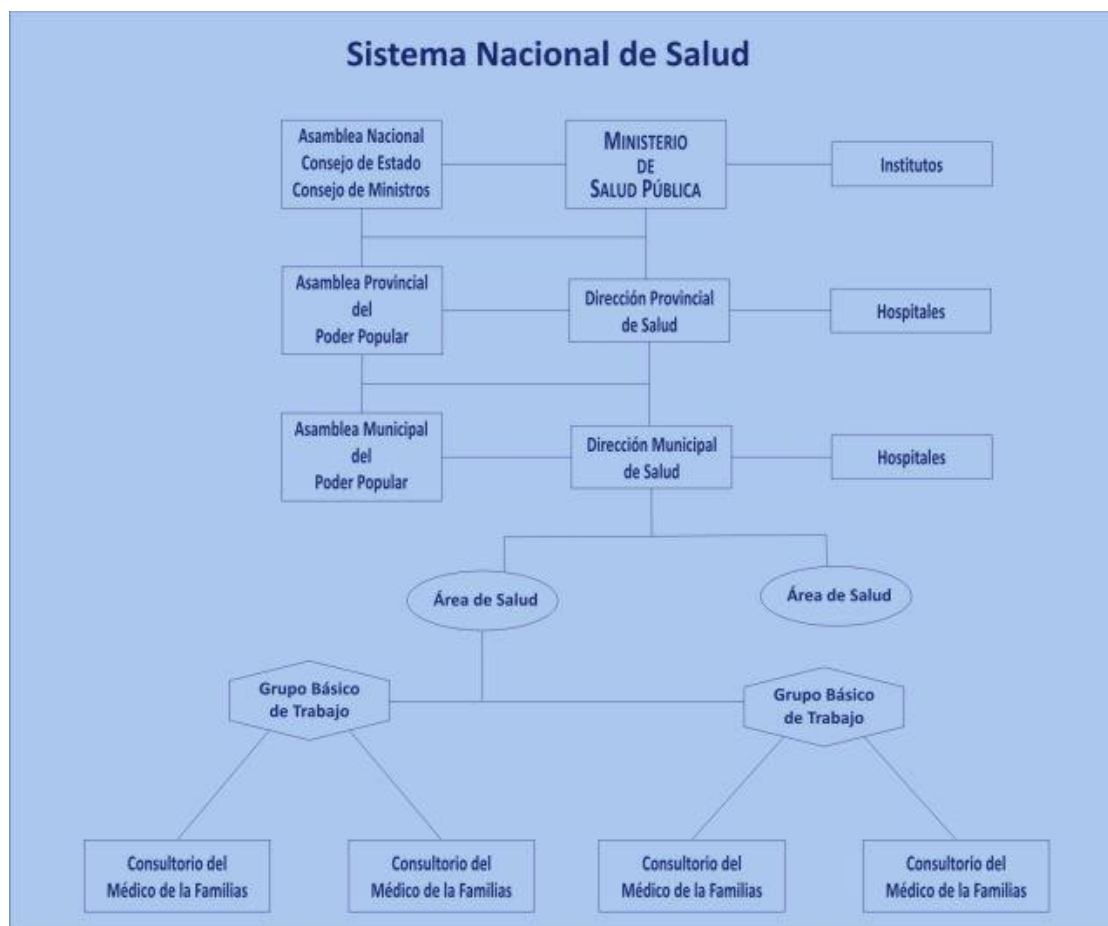 Sistema Nacional de Salud
Asamblea Nacional
Consejo de Estado
Consejo de Ministros
MINISTERIO
DE
SALUD PÚBLICA
Institutos
Asamblea Provincial
del
Poder Popular
Dirección Provincial
de Salud
Hospitales
Asamblea Municipal
del
Poder Popular
Dirección Municipal
de Salud
Hospitales
Área de Salud
Área de Salud
Grupo Básico
de Trabajo
Grupo Básico
de Trabajo
Consultorio del
Médico de la Familias
Consultorio del
Médico de la Familias
Consultorio del
Médico de la Familias
Consultorio del
Médico de la Familias